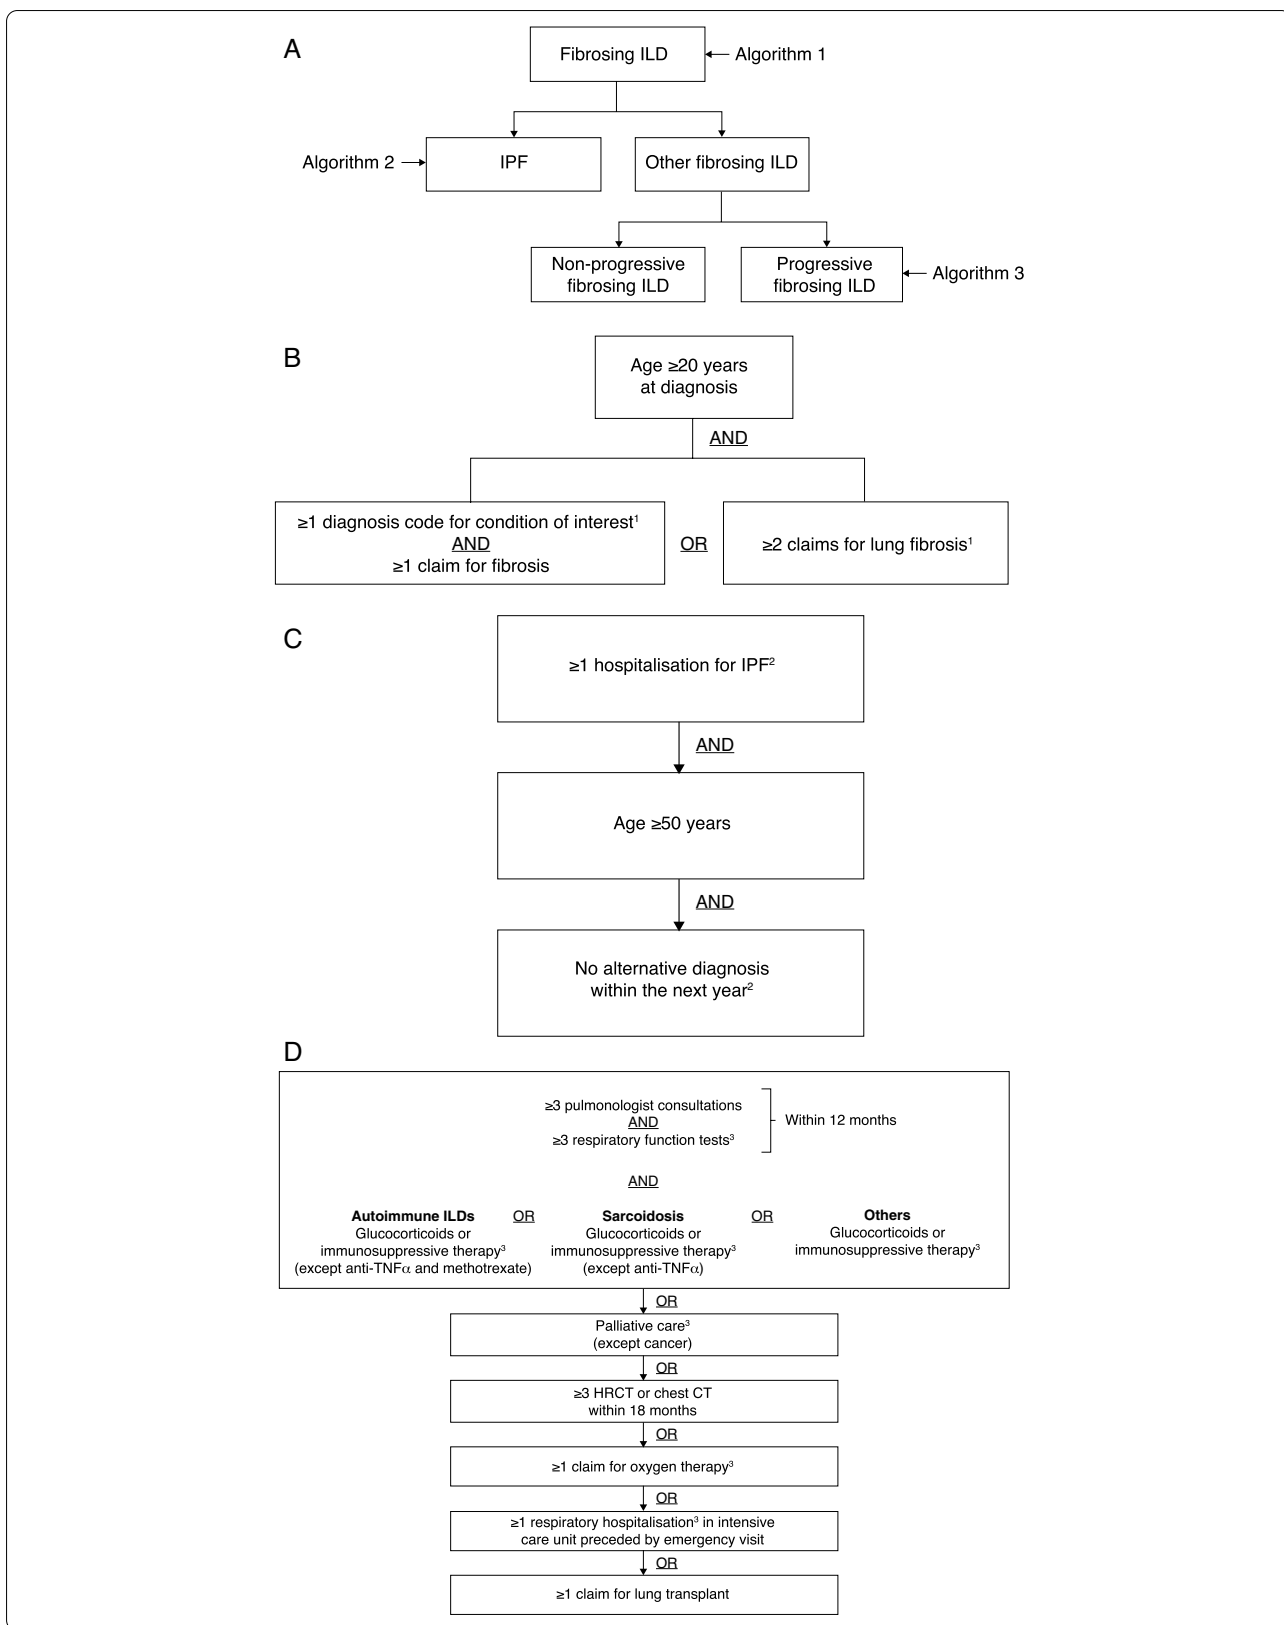 A
Fibrosing ILD
Algorithm 1
Algorithm 2
IPF
Other fibrosing ILD
Non-progressive
fibrosing ILD
Progressive
fibrosing ILD
Algorithm 3
B
Age ≥20 years
at diagnosis
AND
≥1 diagnosis code for condition of interest¹
AND
≥1 claim for fibrosis
OR
≥2 claims for lung fibrosis¹
C
≥1 hospitalisation for IPF²
AND
Age ≥50 years
AND
No alternative diagnosis
within the next year²
D
≥3 pulmonologist consultations
AND
≥3 respiratory function tests³
Within 12 months
AND
Autoimmune ILDs
Glucocorticoids or
immunosuppressive therapy³
(except anti-TNFα and methotrexate)
OR
Sarcoidosis
Glucocorticoids or
immunosuppressive therapy³
(except anti-TNFα)
OR
Others
Glucocorticoids or
immunosuppressive therapy³
OR
Palliative care³
(except cancer)
OR
≥3 HRCT or chest CT
within 18 months
OR
≥1 claim for oxygen therapy³
OR
≥1 respiratory hospitalisation³ in intensive
care unit preceded by emergency visit
OR
≥1 claim for lung transplant